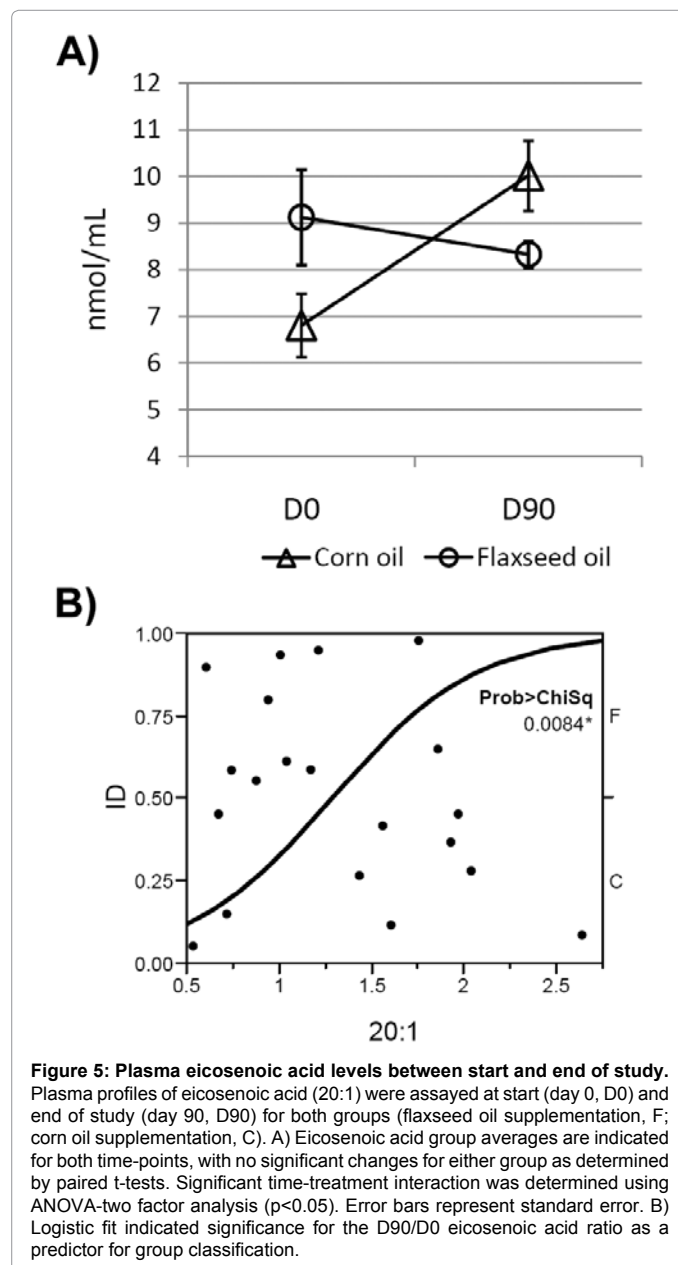 A)
12
11
10
9
8
7
6
5
4
nmol/mL
D0 D90
Corn oil Flaxseed oil
B)
1.00
0.75
0.50
0.25
0.00
ID
Prob>ChiSq
0.0084*
F
C
0.5 1 1.5 2 2.5
20:1
Figure 5: Plasma eicosenoic acid levels between start and end of study.
Plasma profiles of eicosenoic acid (20:1) were assayed at start (day 0, D0) and
end of study (day 90, D90) for both groups (flaxseed oil supplementation, F;
corn oil supplementation, C). A) Eicosenoic acid group averages are indicated
for both time-points, with no significant changes for either group as determined
by paired t-tests. Significant time-treatment interaction was determined using
ANOVA-two factor analysis (p<0.05). Error bars represent standard error. B)
Logistic fit indicated significance for the D90/D0 eicosenoic acid ratio as a
predictor for group classification.